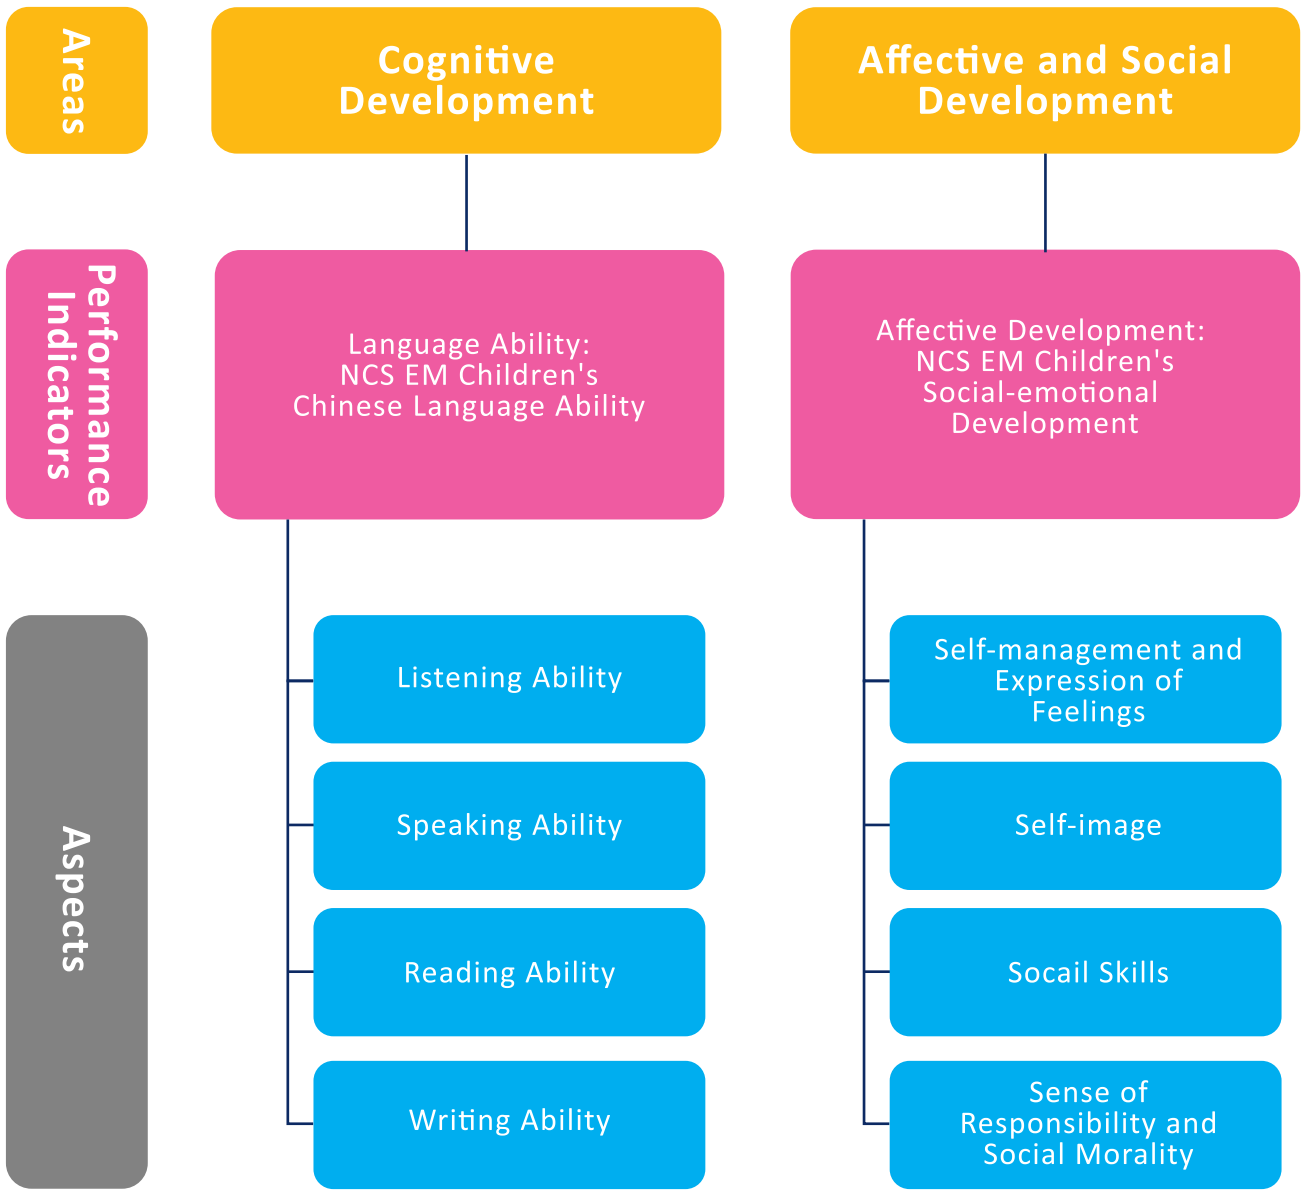 Areas
Cognitive
Development
Affective and Social
Development
Performance
Indicators
Language Ability:
NCS EM Children's
Chinese Language Ability
Affective Development:
NCS EM Children's
Social-emotional
Development
Aspects
Listening Ability
Speaking Ability
Reading Ability
Writing Ability
Self-management and
Expression of
Feelings
Self-image
Socail Skills
Sense of
Responsibility and
Social Morality